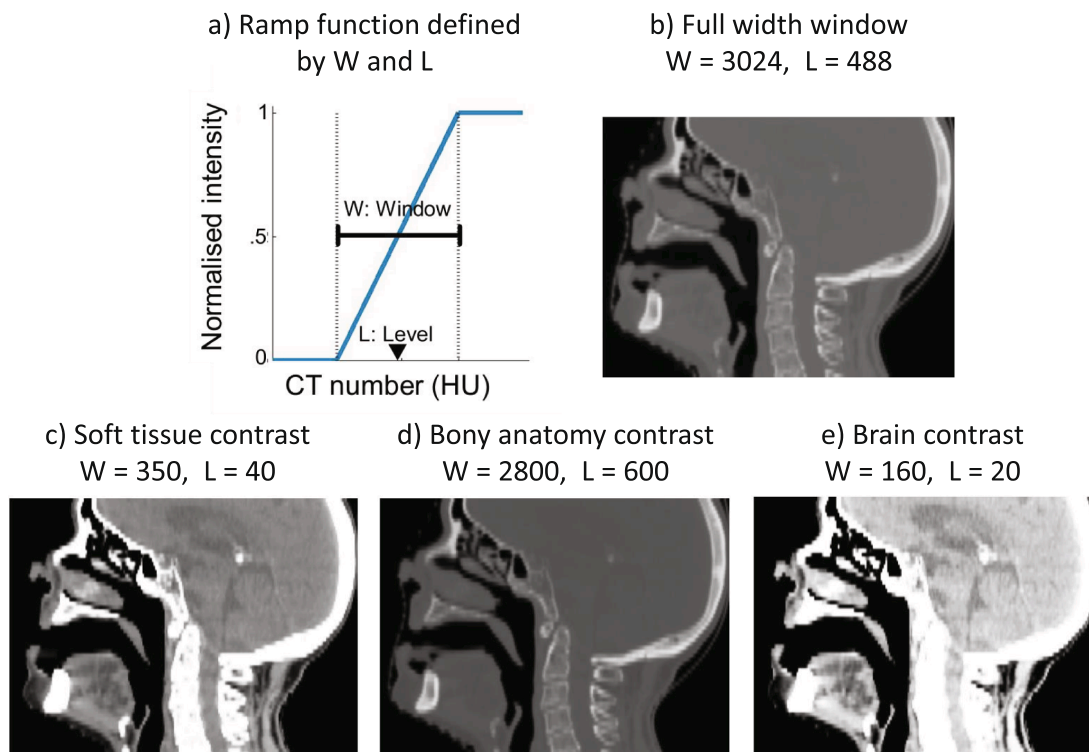 a) Ramp function defined
by W and L
b) Full width window
W = 3024,  L = 488
Normalised intensity
1
.5
0
W: Window
L: Level
CT number (HU)
c) Soft tissue contrast
W = 350,  L = 40
d) Bony anatomy contrast
W = 2800,  L = 600
e) Brain contrast
W = 160,  L = 20